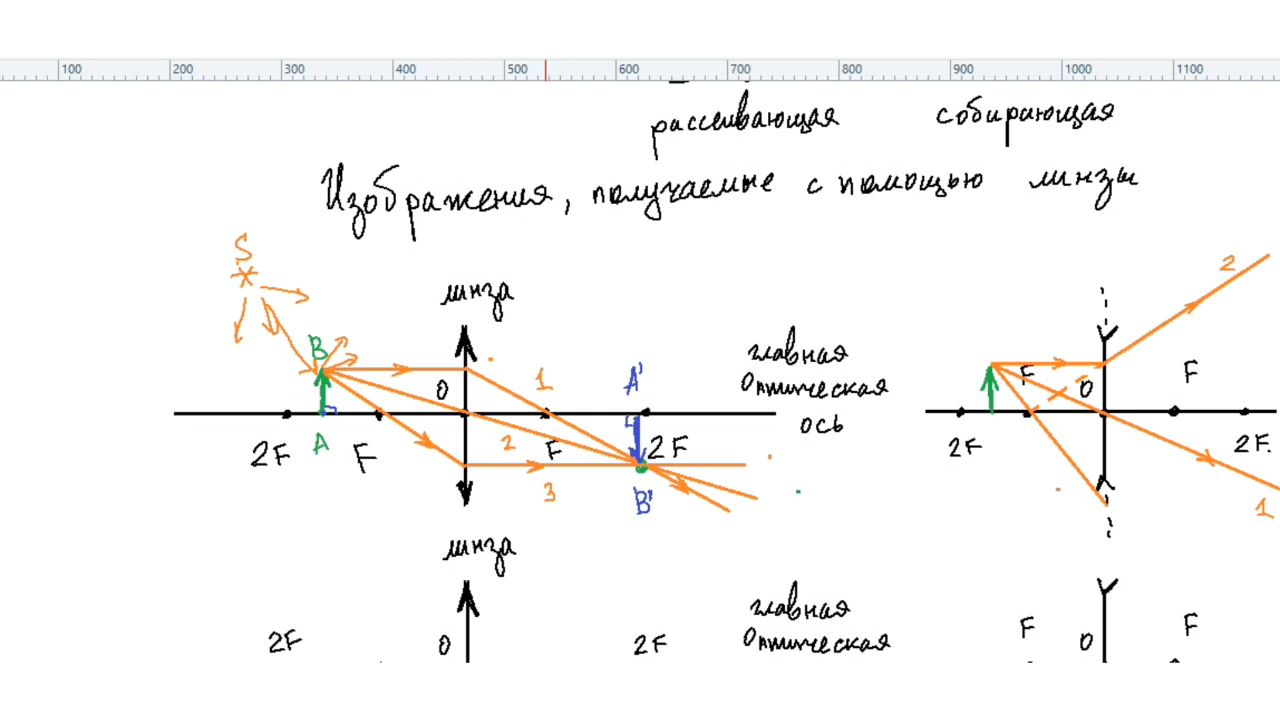 100 200 300 400 500 600 700 800 900 1000 1100
рассеивающая собирающая
Изображения, получаемые с помощью линзы
S
линза
B
O
1
A'
главная
Оптическая
ось
2F
A
F
2
F
2F
3
B'
2
F
O
F
2F
2F.
1
линза
главная
2F
O
2F
Оптическая
F
O
F